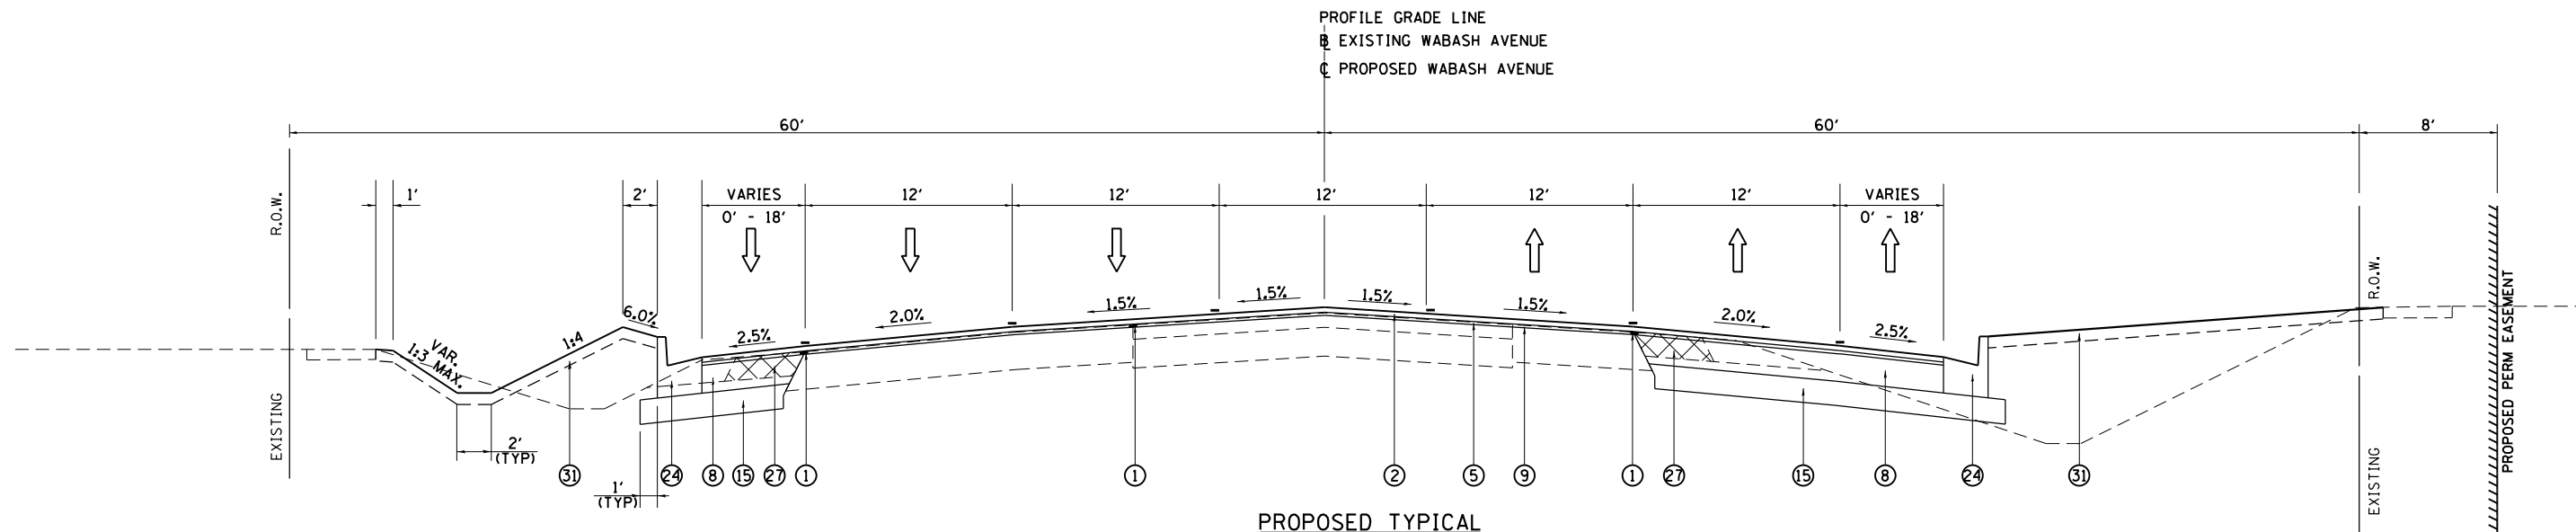 PROFILE GRADE LINE
B EXISTING WABASH AVENUE
C PROPOSED WABASH AVENUE
60'
60'
8'
R.O.W.
EXISTING
1'
2'
VARIES
0' - 18'
12'
12'
12'
12'
12'
VARIES
0' - 18'
R.O.W.
EXISTING
PROPOSED PERM EASEMENT
VAR.
1:3 MAX.
1:4
6.0%
2.5%
2.0%
1.5%
1.5%
1.5%
1.5%
2.0%
2.5%
2'
(TYP)
1'
(TYP)
31
24
8
15
27
1
1
2
5
9
1
27
15
8
24
31
PROPOSED TYPICAL